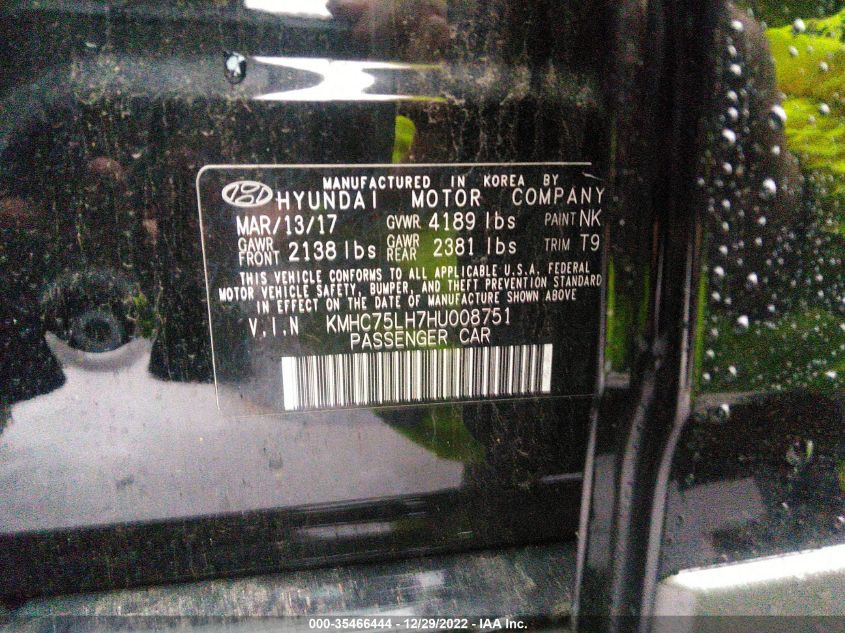 MANUFACTURED IN KOREA BY
HYUNDAI MOTOR COMPANY
MAR/13/17 GVWR 4189 lbs PAINT NK
GAWR FRONT 2138 lbs GAWR REAR 2381 lbs TRIM T9
THIS VEHICLE CONFORMS TO ALL APPLICABLE U.S.A. FEDERAL
MOTOR VEHICLE SAFETY, BUMPER, AND THEFT PREVENTION STANDARD
IN EFFECT ON THE DATE OF MANUFACTURE SHOWN ABOVE
V.I.N KMHC75LH7HU008751
PASSENGER CAR
000-35466444 - 12/29/2022 - IAA Inc.